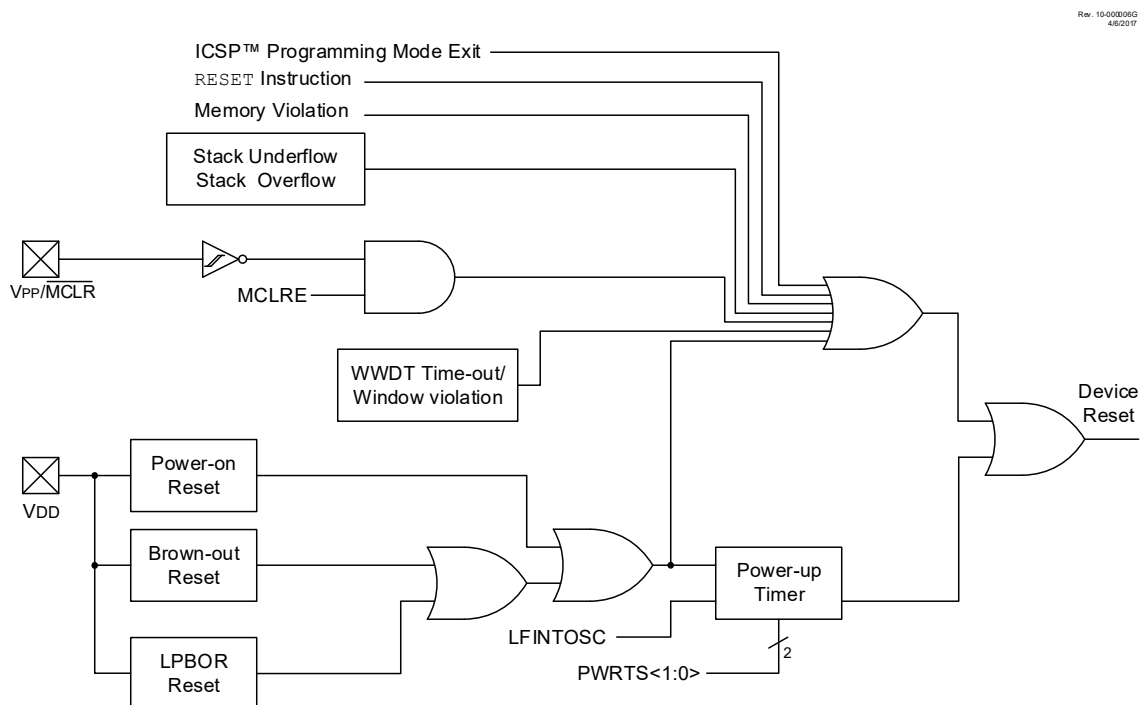 Rev. 10-000006G
4/6/2017
ICSP™ Programming Mode Exit
RESET Instruction
Memory Violation
Stack Underflow
Stack Overflow
VPP/MCLR
MCLRE
WWDT Time-out/
Window violation
Device
Reset
Power-on
Reset
VDD
Brown-out
Reset
Power-up
Timer
LFINTOSC
LPBOR
Reset
2
PWRTS<1:0>